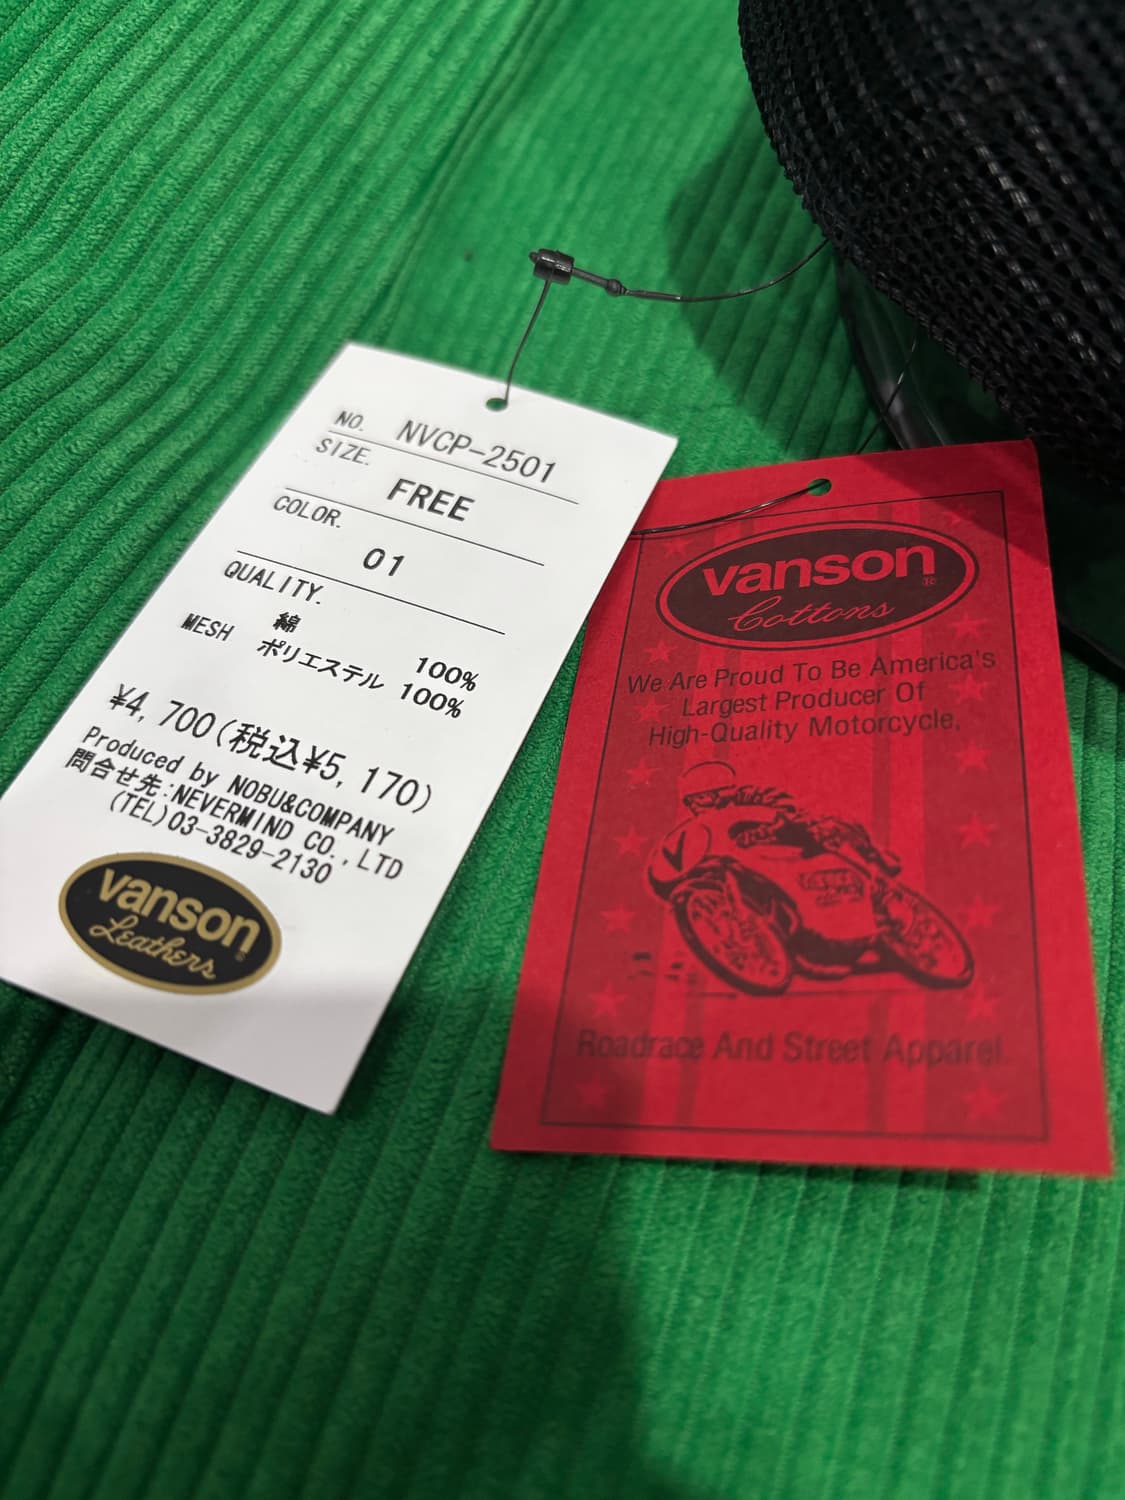 NO. NVCP-2501
SIZE.
FREE
COLOR.
01
QUALITY.
綿 100%
MESH ポリエステル 100%
¥4, 700(税込¥5, 170)
Produced by NOBU&COMPANY
問合せ先:NEVERMIND CO.,LTD
(TEL)03-3829-2130
vanson
Leathers
vanson
Cottons
We Are Proud To Be America's
Largest Producer Of
High-Quality Motorcycle,
Roadrace And Street Apparel.